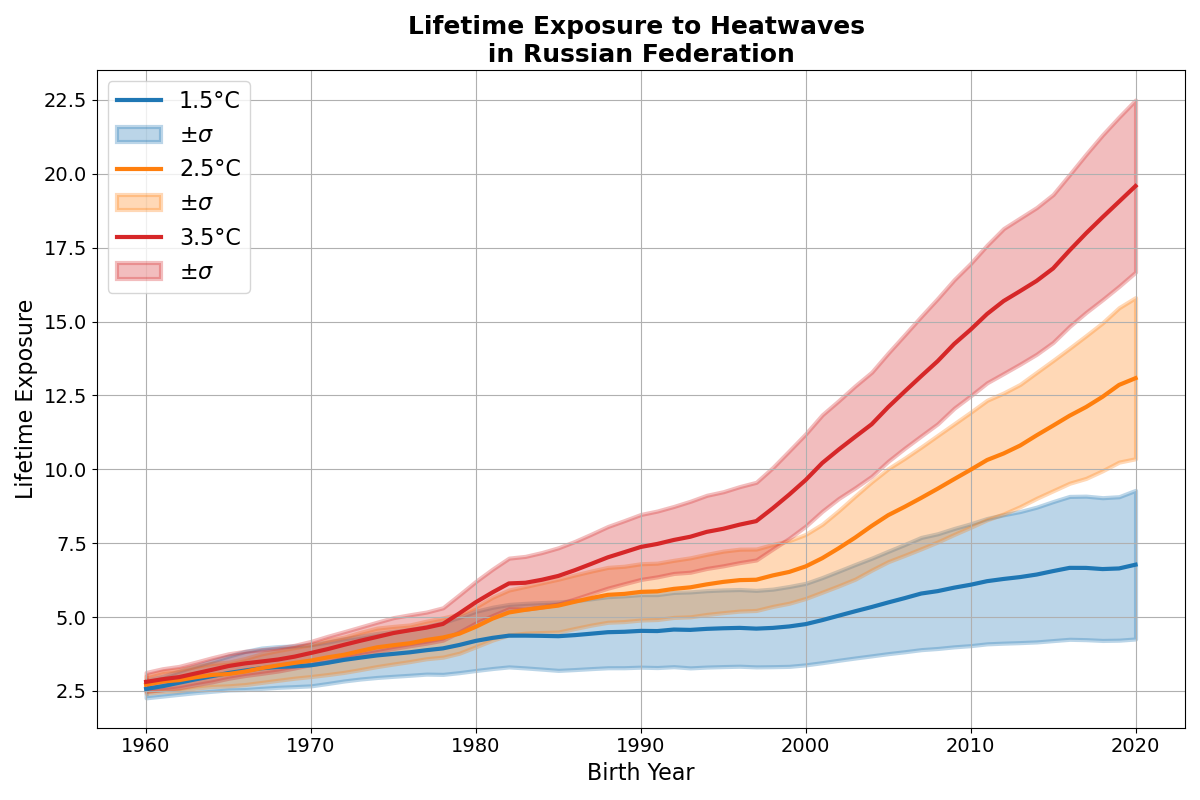 Lifetime Exposure to Heatwaves
in Russian Federation
1.5°C
±σ
2.5°C
±σ
3.5°C
±σ
Lifetime Exposure
22.5
20.0
17.5
15.0
12.5
10.0
7.5
5.0
2.5
1960 1970 1980 1990 2000 2010 2020
Birth Year